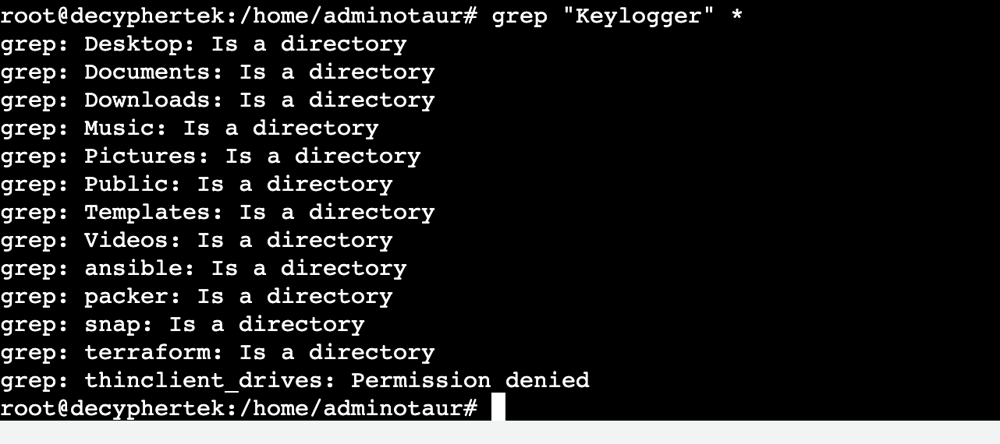 root@decyphertek:/home/adminotaur# grep "Keylogger" *
grep: Desktop: Is a directory
grep: Documents: Is a directory
grep: Downloads: Is a directory
grep: Music: Is a directory
grep: Pictures: Is a directory
grep: Public: Is a directory
grep: Templates: Is a directory
grep: Videos: Is a directory
grep: ansible: Is a directory
grep: packer: Is a directory
grep: snap: Is a directory
grep: terraform: Is a directory
grep: thinclient_drives: Permission denied
root@decyphertek:/home/adminotaur#